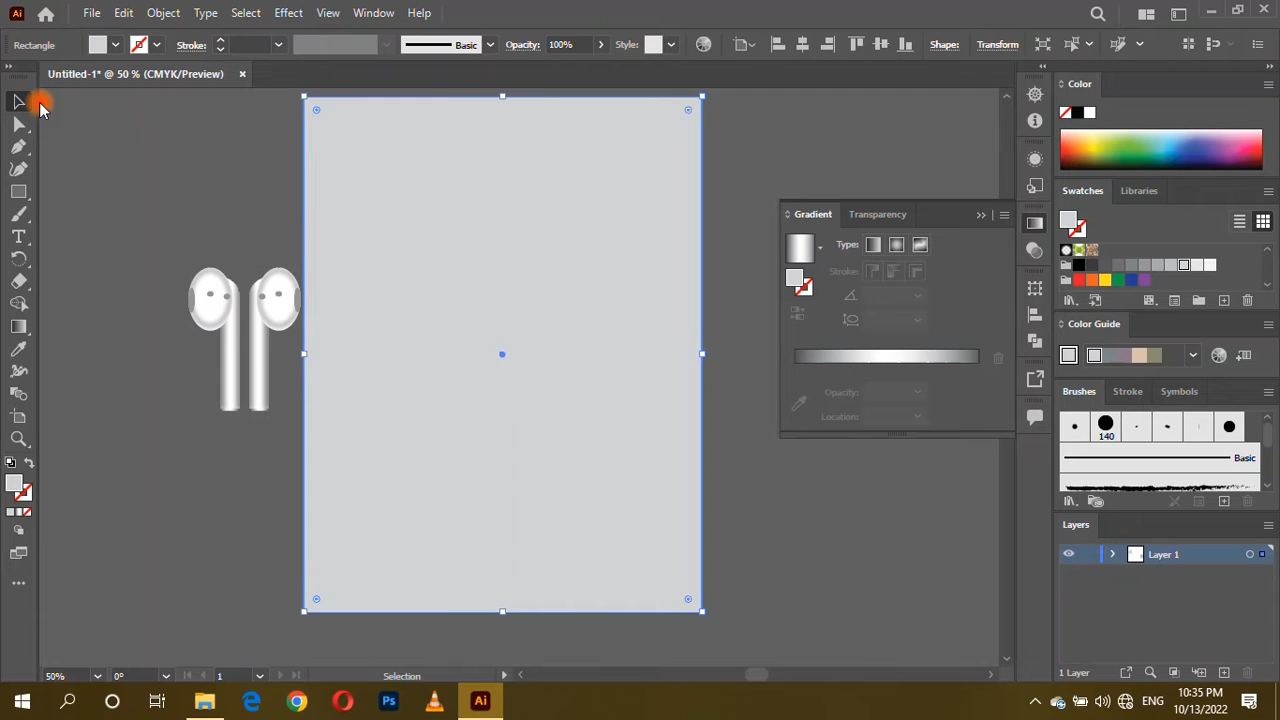 Ai File Edit Object Type Select Effect View Window Help
Rectangle Stroke: Basic Opacity: 100% Style: Shape: Transform
Untitled-1* @ 50 % (CMYK/Preview) ×
Color
Swatches Libraries
Gradient Transparency
Type:
Stroke:
Color Guide
Opacity:
Location:
Brushes Stroke Symbols
140
Basic
Layers
Layer 1
50% 0° 1 Selection 1 Layer
Ps Ai ENG 10:35 PM
10/13/2022